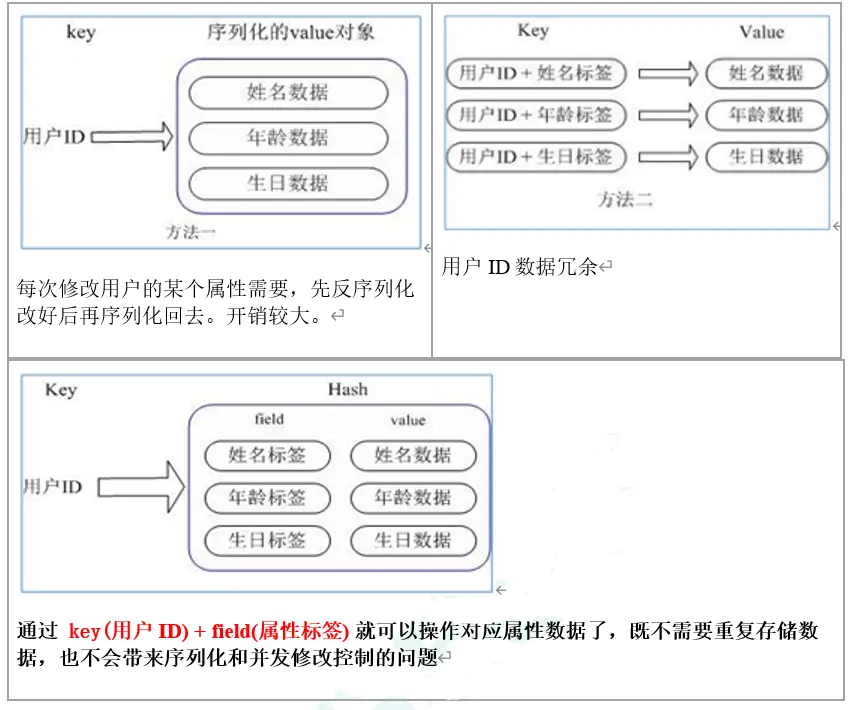 key 序列化的value对象
姓名数据
用户ID 年龄数据
生日数据
方法一
每次修改用户的某个属性需要，先反序列化
改好后再序列化回去。开销较大。
Key Value
用户ID + 姓名标签 姓名数据
用户ID + 年龄标签 年龄数据
用户ID + 生日标签 生日数据
方法二
用户 ID 数据冗余
Key Hash
field value
姓名标签 姓名数据
用户ID 年龄标签 年龄数据
生日标签 生日数据
通过 key(用户 ID) + field(属性标签) 就可以操作对应属性数据了，既不需要重复存储数
据，也不会带来序列化和并发修改控制的问题